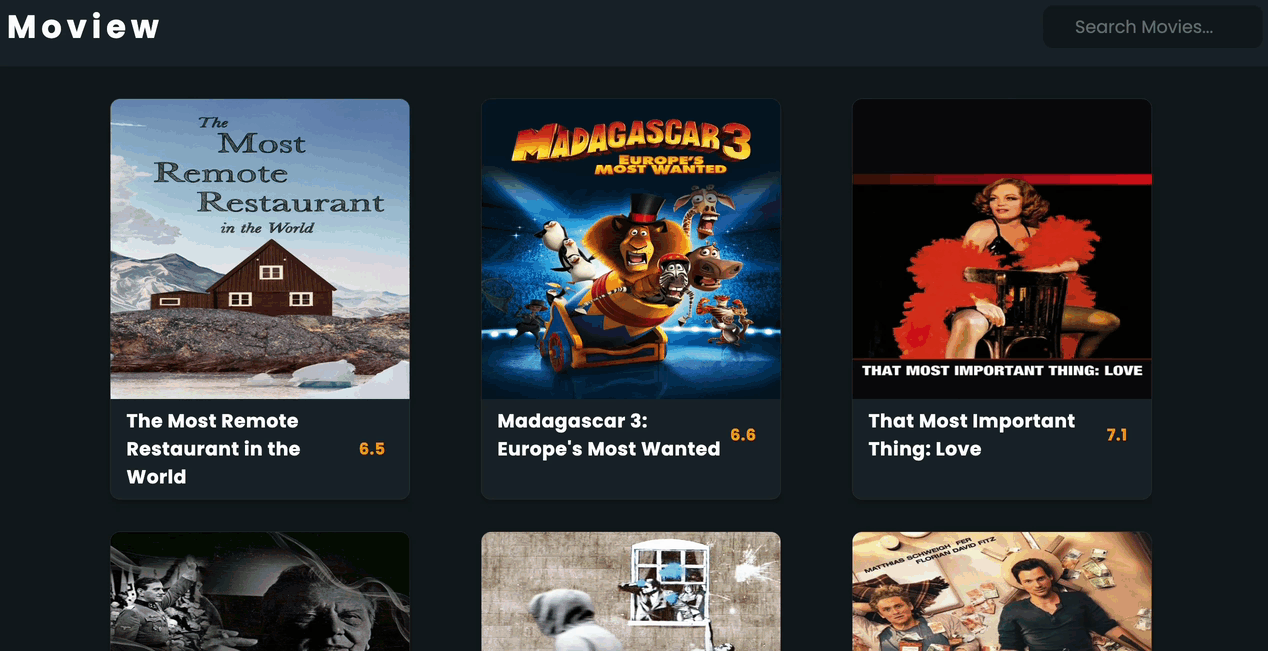 Moview
Search Movies...
The
Most
Remote
Restaurant
in the World
MADAGASCAR 3
EUROPE'S
MOST WANTED
THAT MOST IMPORTANT THING: LOVE
The Most Remote
Restaurant in the
World
6.5
Madagascar 3:
Europe's Most Wanted
6.6
That Most Important
Thing: Love
7.1
MATTHIAS SCHWEIGHÖFER
FLORIAN DAVID FITZ